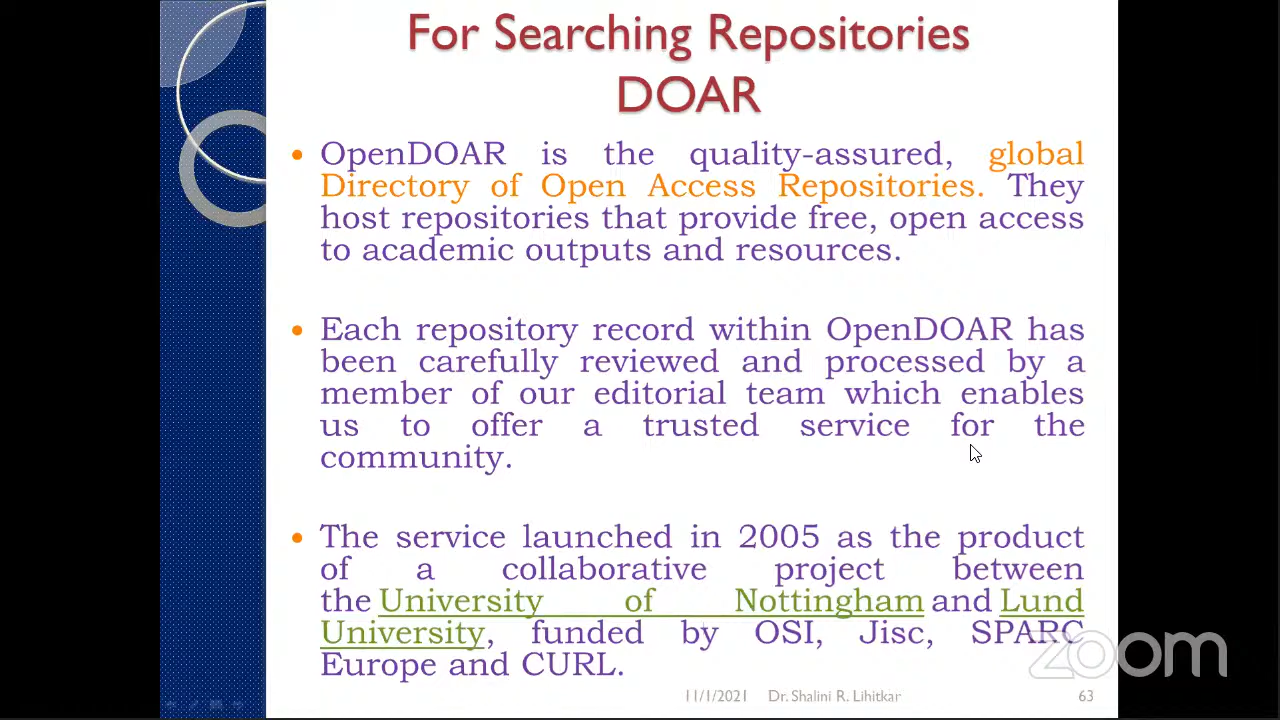 For Searching Repositories
DOAR
OpenDOAR is the quality-assured, global
Directory of Open Access Repositories. They
host repositories that provide free, open access
to academic outputs and resources.
Each repository record within OpenDOAR has
been carefully reviewed and processed by a
member of our editorial team which enables
us to offer a trusted service for the
community.
The service launched in 2005 as the product
of a collaborative project between
the University of Nottingham and Lund
University, funded by OSI, Jisc, SPARC
Europe and CURL.
zoom
11/1/2021 Dr. Shalini R. Lihitkar 63